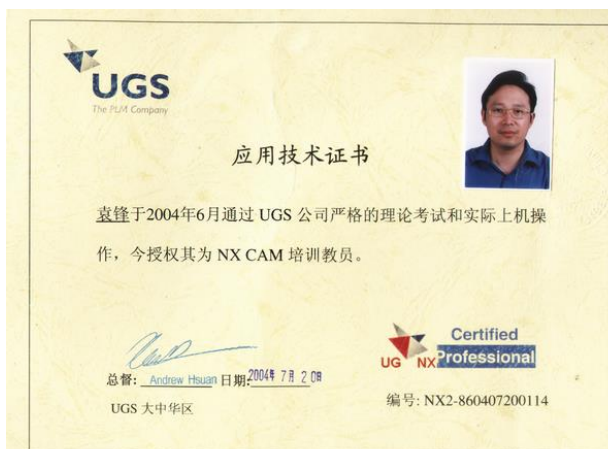 UGS
The PLM Company
应用技术证书
袁锋于2004年6月通过 UGS 公司严格的理论考试和实际上机操
作，今授权其为 NX CAM 培训教员。
Certified
UG NX Professional
总督: Andrew Hsuan 日期: 2004年 7月 20日
UGS 大中华区
编号: NX2-860407200114